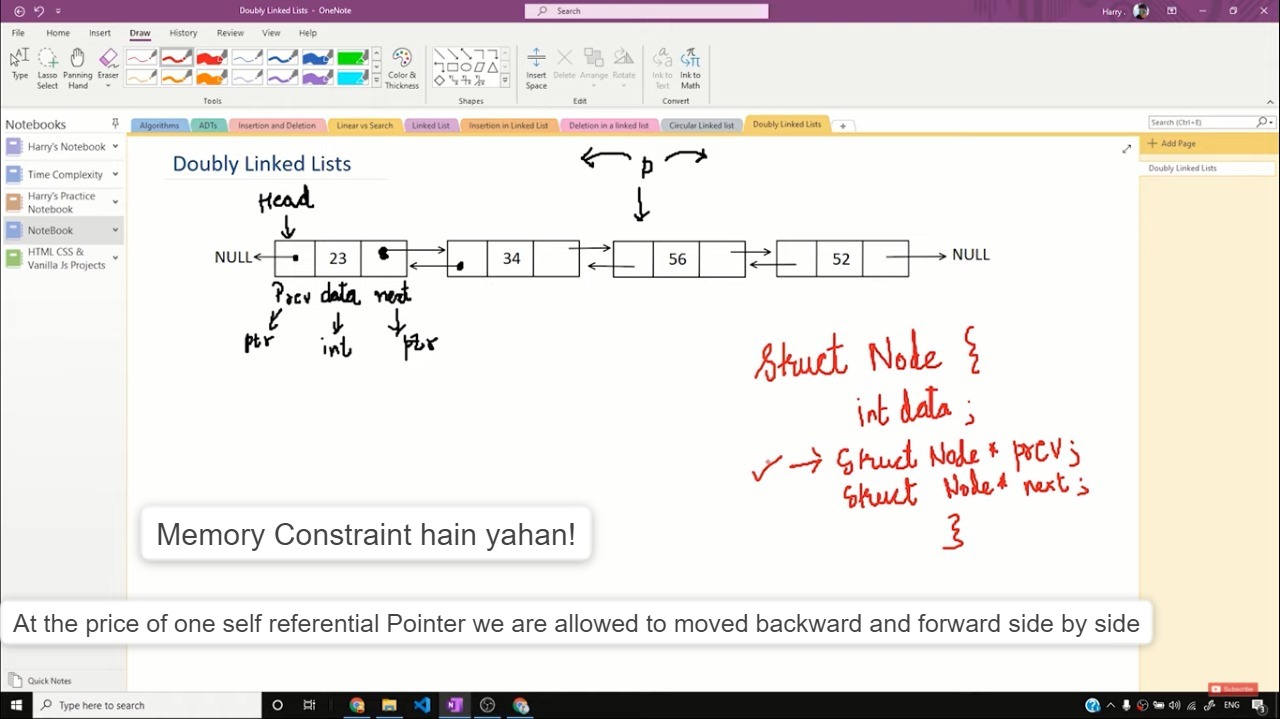 Doubly Linked Lists - OneNote
Search
Harry .
File Home Insert Draw History Review View Help
Type
Lasso Select
Panning Hand
Eraser
Color & Thickness
Insert Space
Delete
Arrange
Rotate
Ink to Text
Ink to Math
Tools
Shapes
Edit
Convert
Notebooks
Algorithms
ADTs
Insertion and Deletion
Linear vs Search
Linked List
Insertion in Linked List
Deletion in a linked list
Circular Linked list
Doubly Linked Lists
Search (Ctrl+E)
Harry's Notebook
Time Complexity
Harry's Practice Notebook
NoteBook
HTML CSS & Vanilla Js Projects
Add Page
Doubly Linked Lists
Doubly Linked Lists
p
Head
NULL 23 34 56 52 NULL
Prev data next
ptr int ptr
Struct Node {
int data ;
Struct Node * prev ;
Struct Node * next ;
}
Memory Constraint hain yahan!
At the price of one self referential Pointer we are allowed to moved backward and forward side by side
Quick Notes
Subscribe
Type here to search
ENG